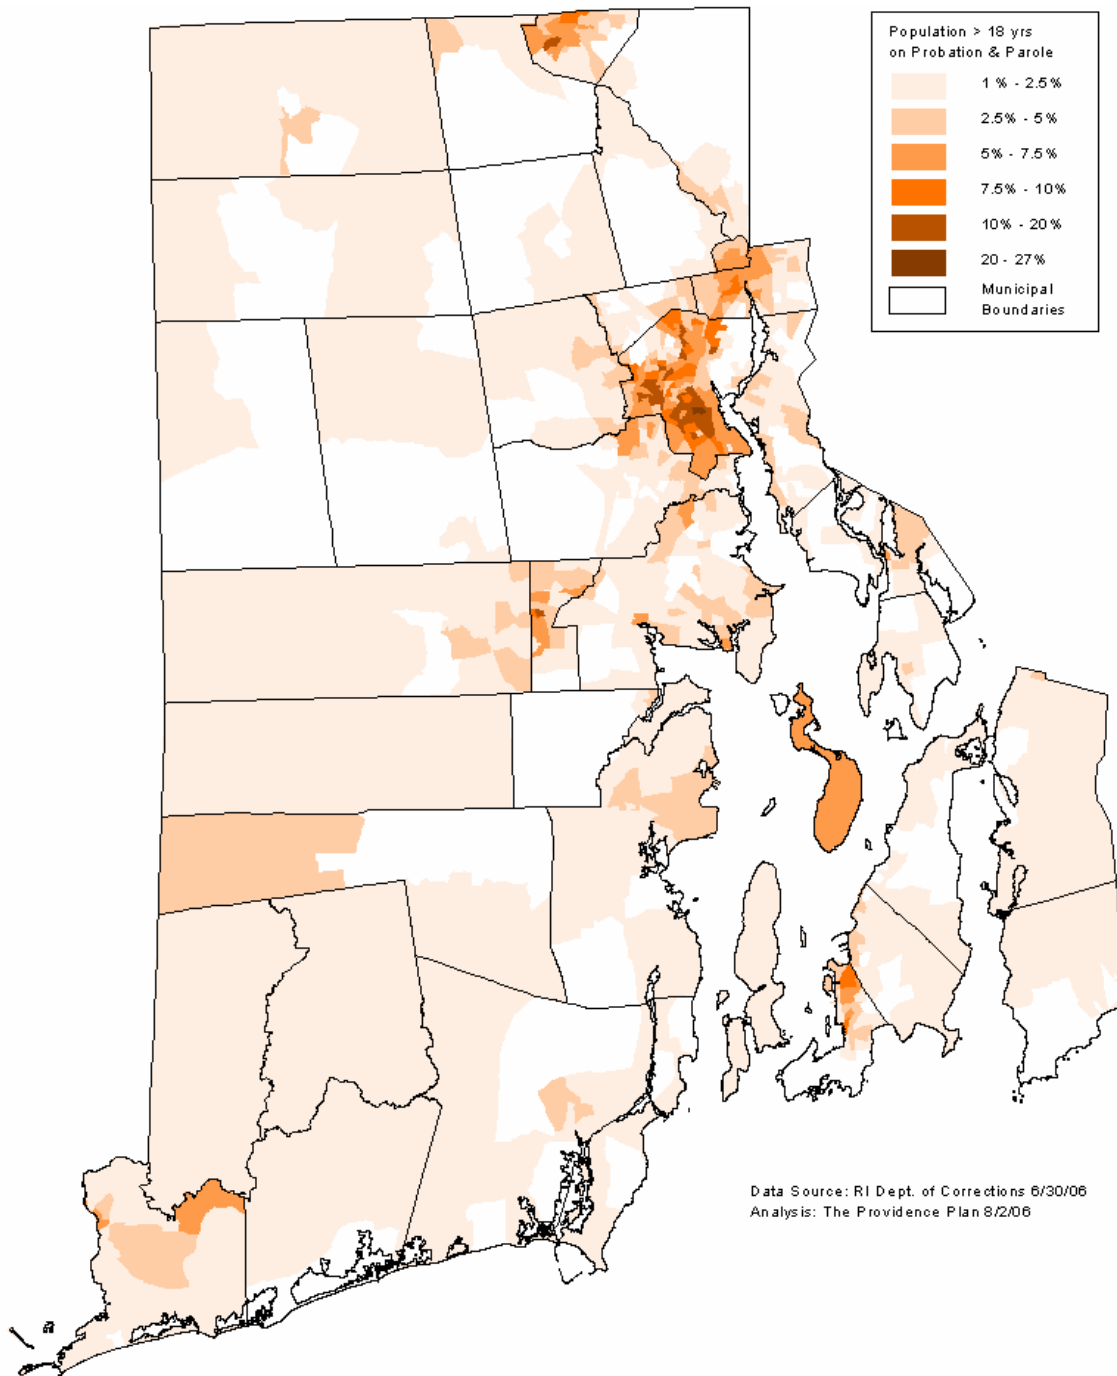 Population > 18 yrs
on Probation & Parole
1% - 2.5%
2.5% - 5%
5% - 7.5%
7.5% - 10%
10% - 20%
20 - 27%
Municipal
Boundaries
Data Source: RI Dept. of Corrections 6/30/06
Analysis: The Providence Plan 8/2/06